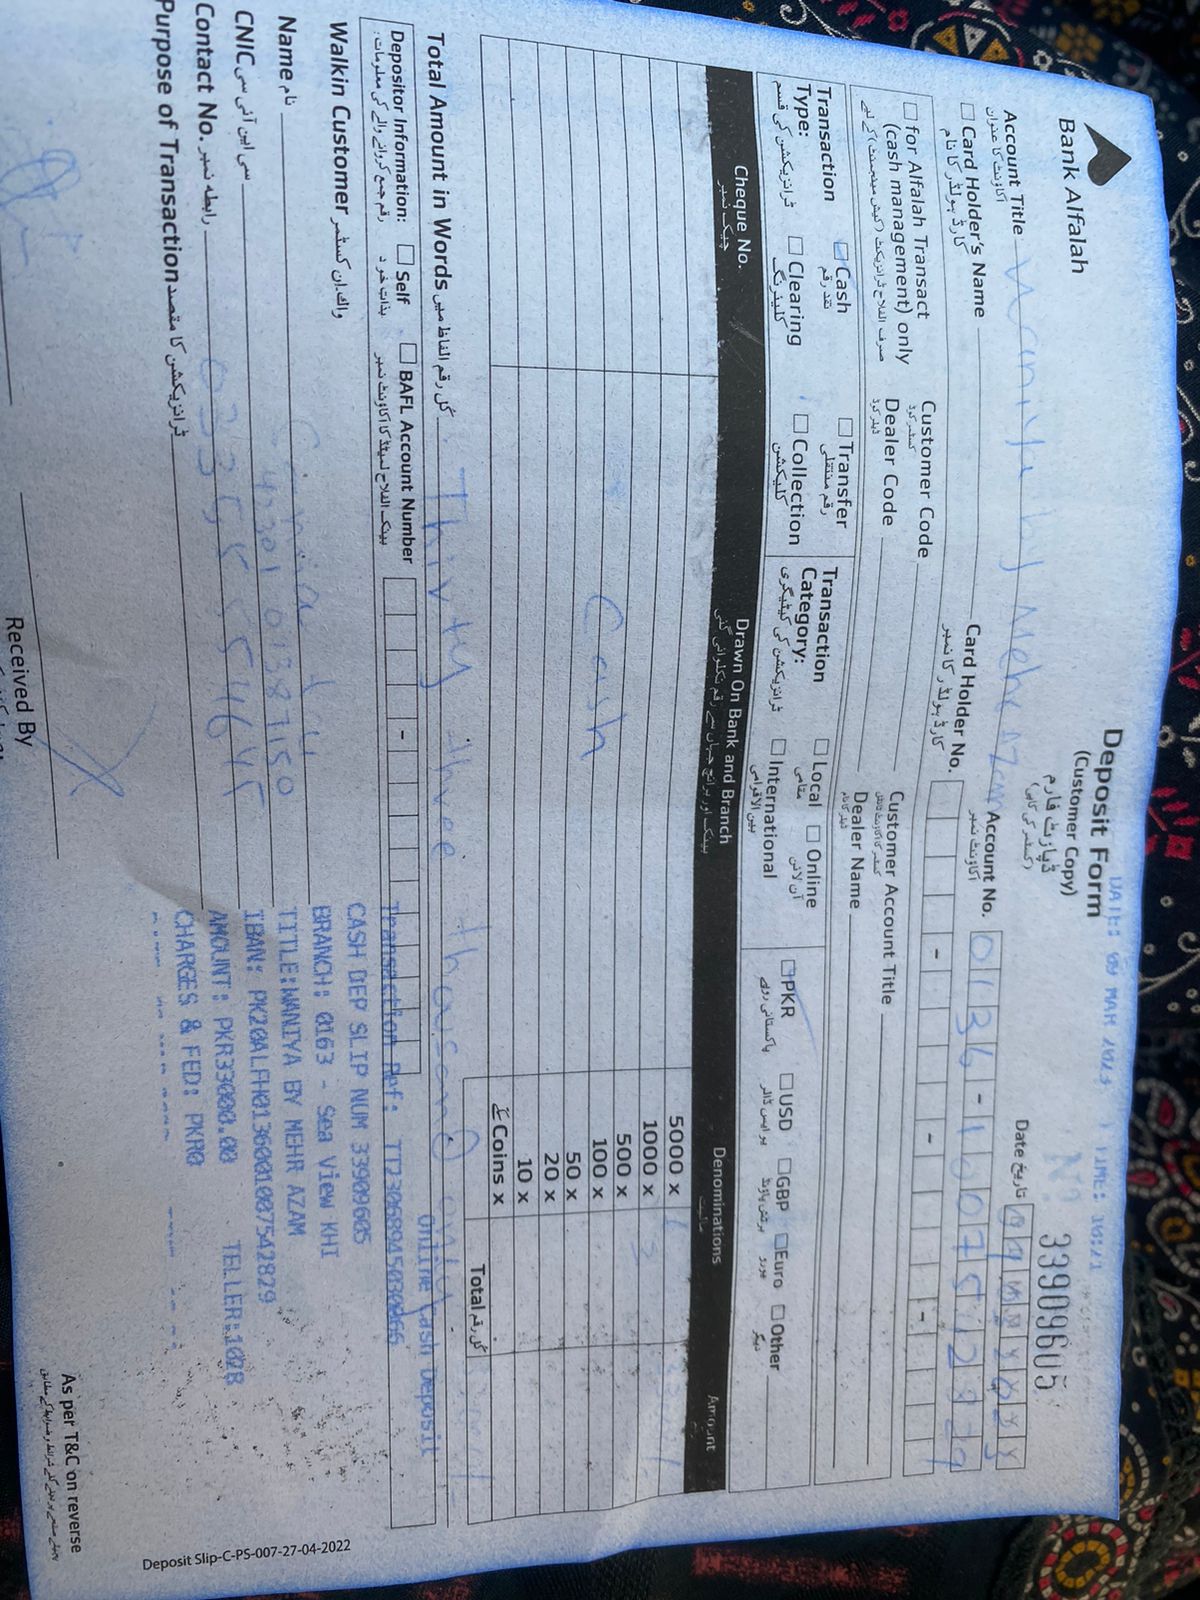 DATE: 09 MAR 2023 TIME: 10:21
Bank Alfalah
Deposit Form
(Customer Copy)
ڈپازٹ فارم
(کسٹمر کی کاپی)
No
33909605
Date تاریخ 09 03 2023
Account Title Waniya by Mehr Azam
اکاؤنٹ کا عنوان
Account No. 0136-1007542829
اکاؤنٹ نمبر
Card Holder's Name
کارڈ ہولڈر کا نام
Card Holder No.
کارڈ ہولڈر کا نمبر
for Alfalah Transact
(cash management) only
صرف الفلاح ٹرانزیکٹ (کیش مینجمنٹ) کے لیے
Customer Code
کسٹمر کوڈ
Dealer Code
ڈیلر کوڈ
Customer Account Title
کسٹمر کا اکاؤنٹ ٹائٹل
Dealer Name
ڈیلر کا نام
Transaction Type:
ٹرانزیکشن کی قسم
Cash
نقد رقم
Transfer
رقم منتقلی
Clearing
کلیئرنگ
Collection
کلیکشن
Transaction Category:
ٹرانزیکشن کی کیٹیگری
Local
مقامی
Online
آن لائن
International
بین الاقوامی
PKR
پاکستانی روپے
USD
یو ایس ڈالر
GBP
برٹش پاؤنڈ
Euro
یورو
Other
دیگر
Cheque No.
چیک نمبر
Drawn On Bank and Branch
بینک اور برانچ جہاں سے رقم نکلوائی گئی
Denominations
مالیت
Amount
5000 x
1000 x
500 x
Cash
100 x
50 x
20 x
10 x
سکے Coins x
Total کُل رقم
Total Amount in Words کُل رقم الفاظ میں Thirty three thousand only
Depositor Information:
رقم جمع کروانے والے کی معلومات:
Self
بذات خود
BAFL Account Number
بینک الفلاح لمیٹڈ کا اکاؤنٹ نمبر
Online Cash Deposit
Transaction Ref: TT23068945030066
CASH DEP SLIP NUM 33909605
BRANCH: 0163 - Sea View KHI
TITLE:WANIYA BY MEHR AZAM
IBAN: PK20ALFH0136001007542829
AMOUNT: PKR33000.00 TELLER:1028
CHARGES & FED: PKR0
Walkin Customer واک۔اِن کسٹمر
Name نام
CNIC سی این آئی سی 42301 01387150
Contact No. رابطہ نمبر 03355554645
Purpose of Transaction ٹرانزیکشن کا مقصد
Received By
As per T&C on reverse
پچھلے صفحے پر دیئے گئے شرائط و ضوابط کے مطابق
Deposit Slip-C-PS-007-27-04-2022